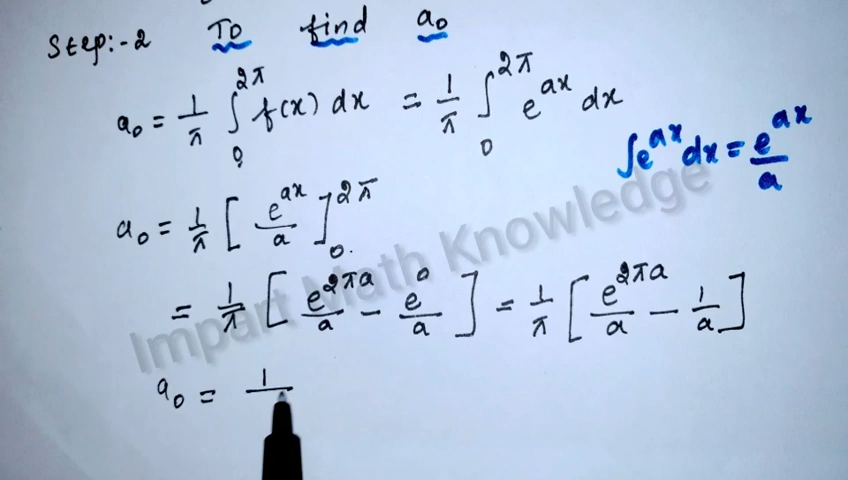 Step:-2 To find a₀
a₀ = 1/π ∫₀^2π f(x) dx = 1/π ∫₀^2π e^ax dx
∫e^ax dx = e^ax/a
a₀ = 1/π [ e^ax/a ]₀^2π
= 1/π [ e^2πa/a - e^0/a ] = 1/π [ e^2πa/a - 1/a ]
a₀ = 1/
Impart Math Knowledge